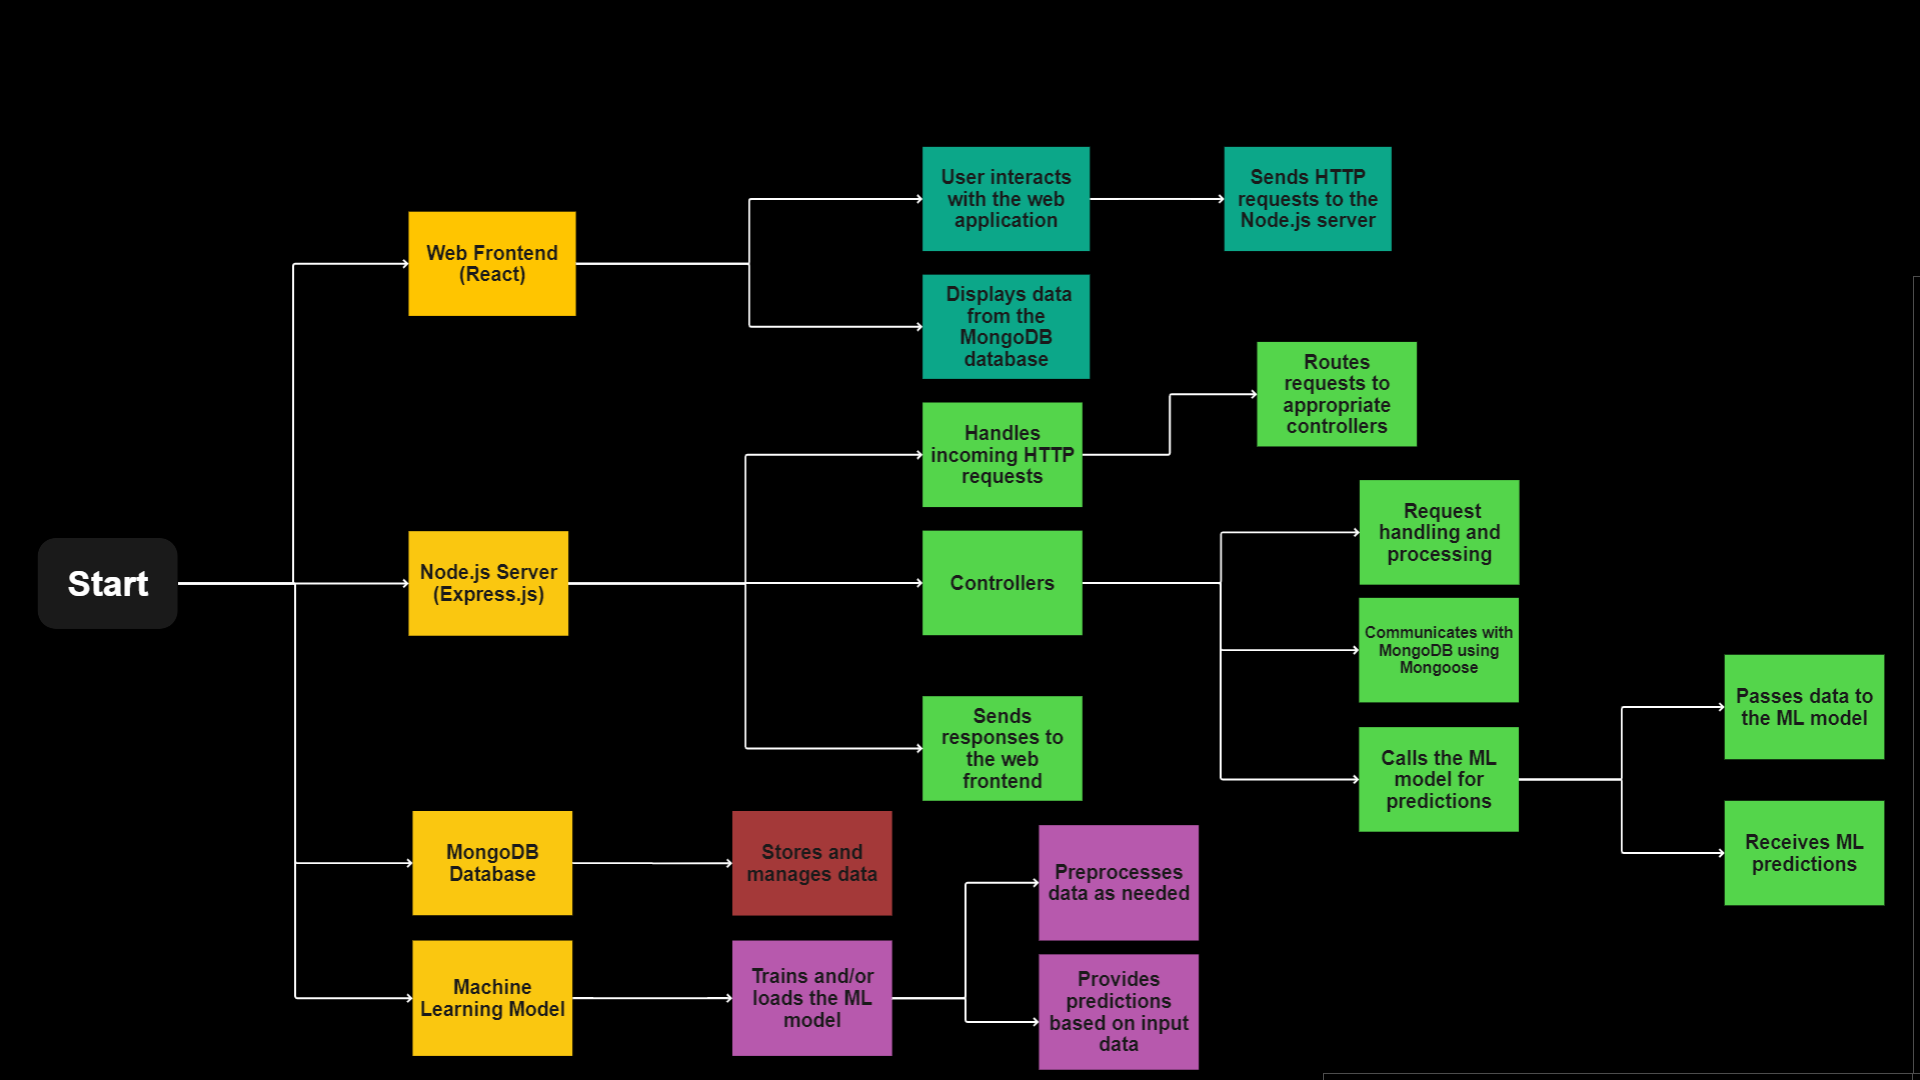 Start
Web Frontend
(React)
User interacts
with the web
application
Sends HTTP
requests to the
Node.js server
Displays data
from the
MongoDB
database
Node.js Server
(Express.js)
Handles
incoming HTTP
requests
Routes
requests to
appropriate
controllers
Controllers
Request
handling and
processing
Communicates with
MongoDB using
Mongoose
Calls the ML
model for
predictions
Passes data to
the ML model
Receives ML
predictions
Sends
responses to
the web
frontend
MongoDB
Database
Stores and
manages data
Machine
Learning Model
Trains and/or
loads the ML
model
Preprocesses
data as needed
Provides
predictions
based on input
data